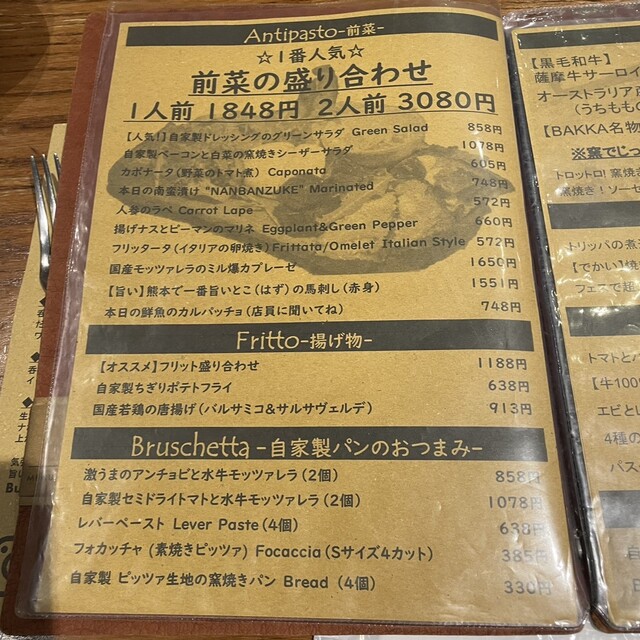 Antipasto-前菜-
☆1番人気☆
前菜の盛り合わせ
1人前 1848円 2人前 3080円
【人気!】自家製ドレッシングのグリーンサラダ Green Salad 858円
自家製ベーコンと白菜の窯焼きシーザーサラダ 1078円
カポナータ(野菜のトマト煮) Caponata 605円
本日の南蛮漬け "NANBANZUKE" Marinated 748円
人参のラペ Carrot Lape 572円
揚げナスとピーマンのマリネ Eggplant&Green Pepper 660円
フリッタータ(イタリアの卵焼き)Frittata/Omelet Italian Style 572円
国産モッツァレラのミル爆カプレーゼ 1650円
【旨い】熊本で一番旨いとこ(はず)の馬刺し(赤身) 1551円
本日の鮮魚のカルパッチョ(店員に聞いてね) 748円
Fritto-揚げ物-
【オススメ】フリット盛り合わせ 1188円
自家製ちぎりポテトフライ 638円
国産若鶏の唐揚げ(バルサミコ&サルサヴェルデ) 913円
Bruschetta -自家製パンのおつまみ-
激うまのアンチョビと水牛モッツァレラ(2個) 858円
自家製セミドライトマトと水牛モッツァレラ(2個) 1078円
レバーペースト Lever Paste(4個) 638円
フォカッチャ (素焼きピッツァ) Focaccia(Sサイズ4カット) 385円
自家製 ピッツァ生地の窯焼きパン Bread (4個) 330円
【黒毛和牛】
薩摩牛サーロイ
オーストラリア産
(うちももの
【BAKKA名物
※窯でじっ
トロットロ!窯焼き
窯焼き!ソーセ
トリッパの煮
【でかい】焼
フェスで超
トマトと
【牛100
エビとい
4種の
パス